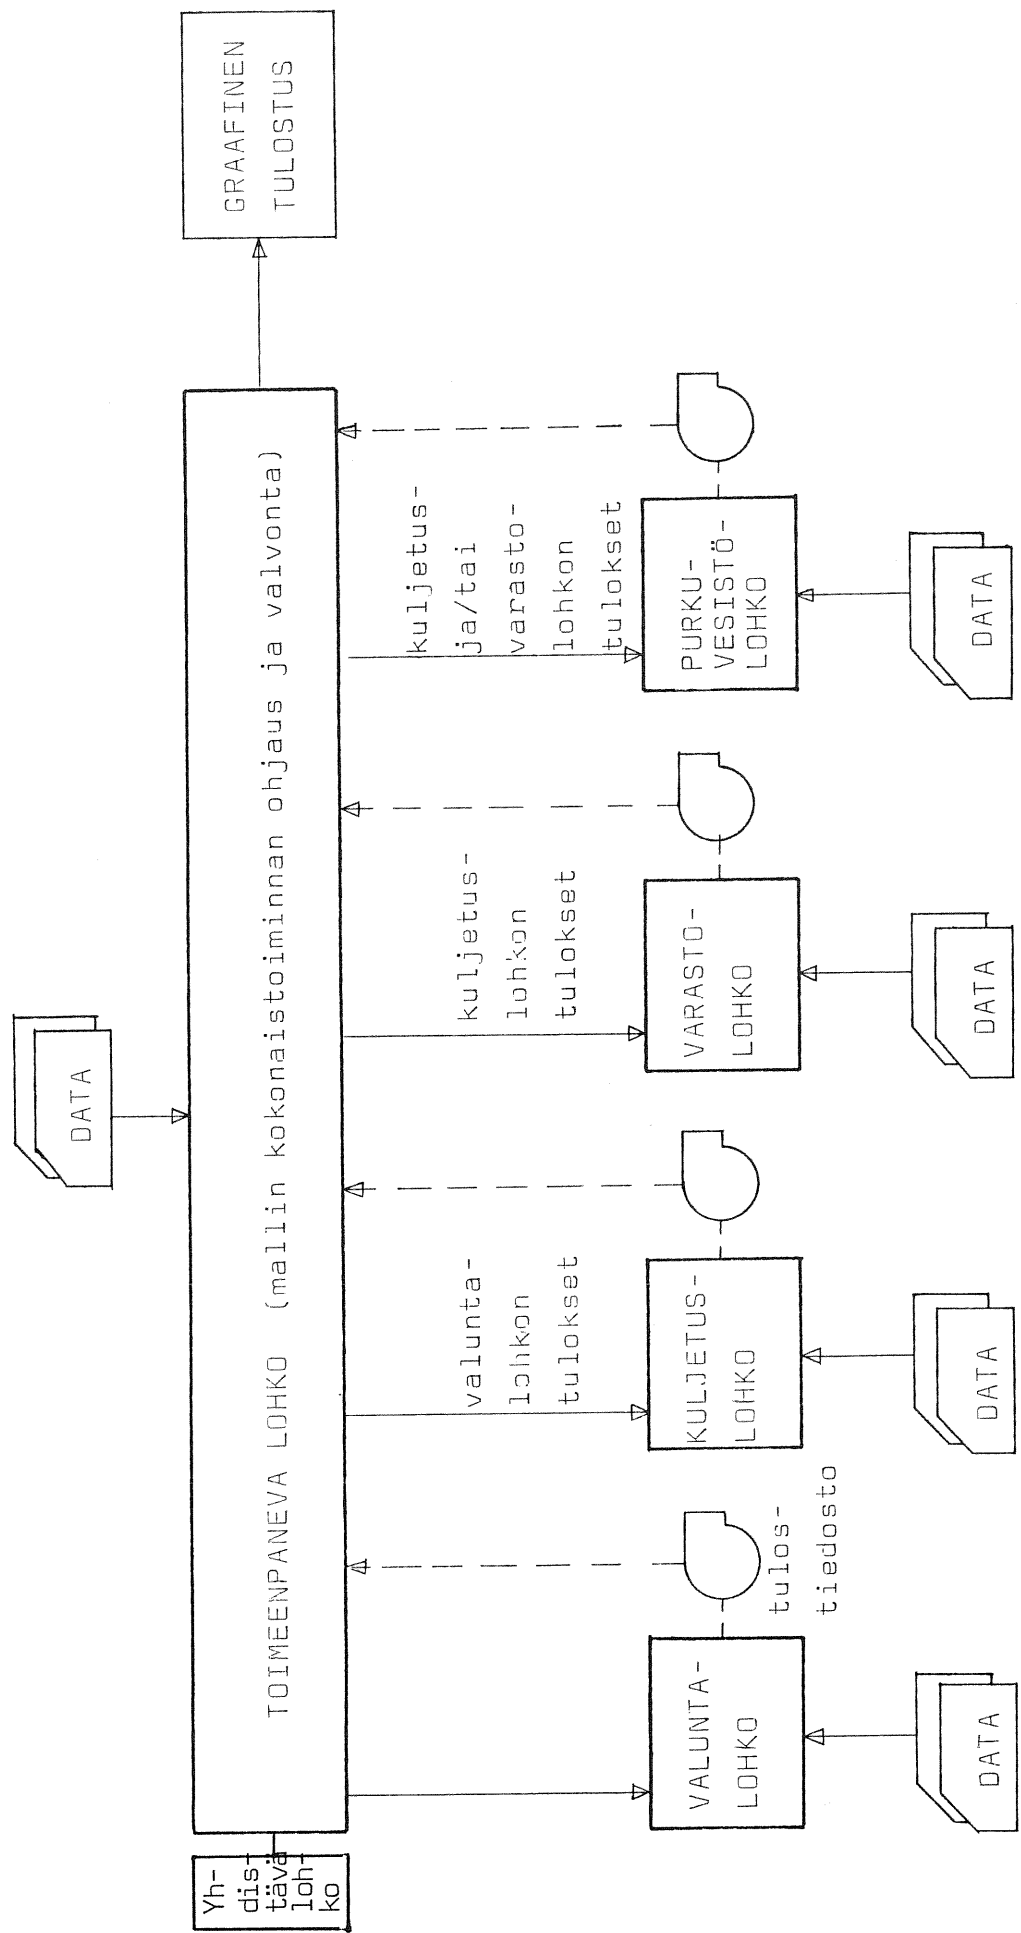 DATA
Yh-
dis-
tävä
loh-
ko
TOIMEENPANEVA LOHKO (mallin kokonaistoiminnan ohjaus ja valvonta)
GRAAFINEN
TULOSTUS
valunta-
lohkon
tulokset
kuljetus-
lohkon
tulokset
kuljetus-
ja/tai
varasto-
lohkon
tulokset
VALUNTA-
LOHKO
tulos-
tiedosto
KULJETUS-
LOHKO
VARASTO-
LOHKO
PURKU-
VESISTÖ-
LOHKO
DATA
DATA
DATA
DATA